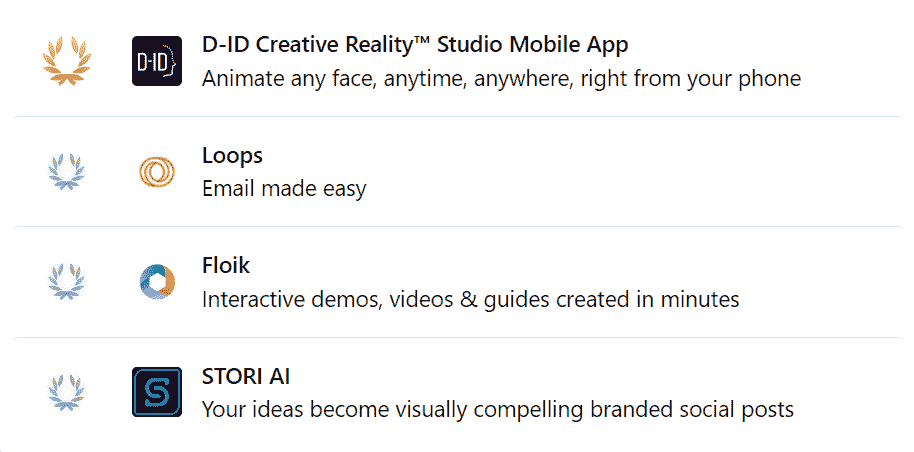 D-ID
D-ID Creative Reality™ Studio Mobile App
Animate any face, anytime, anywhere, right from your phone
Loops
Email made easy
Floik
Interactive demos, videos & guides created in minutes
STORI AI
Your ideas become visually compelling branded social posts